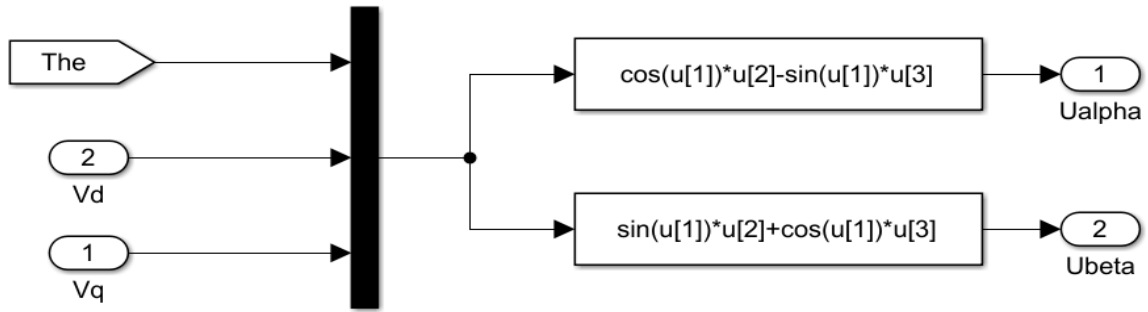 The
cos(u[1])*u[2]-sin(u[1])*u[3]
1
Ualpha
2
Vd
sin(u[1])*u[2]+cos(u[1])*u[3]
2
Ubeta
1
Vq